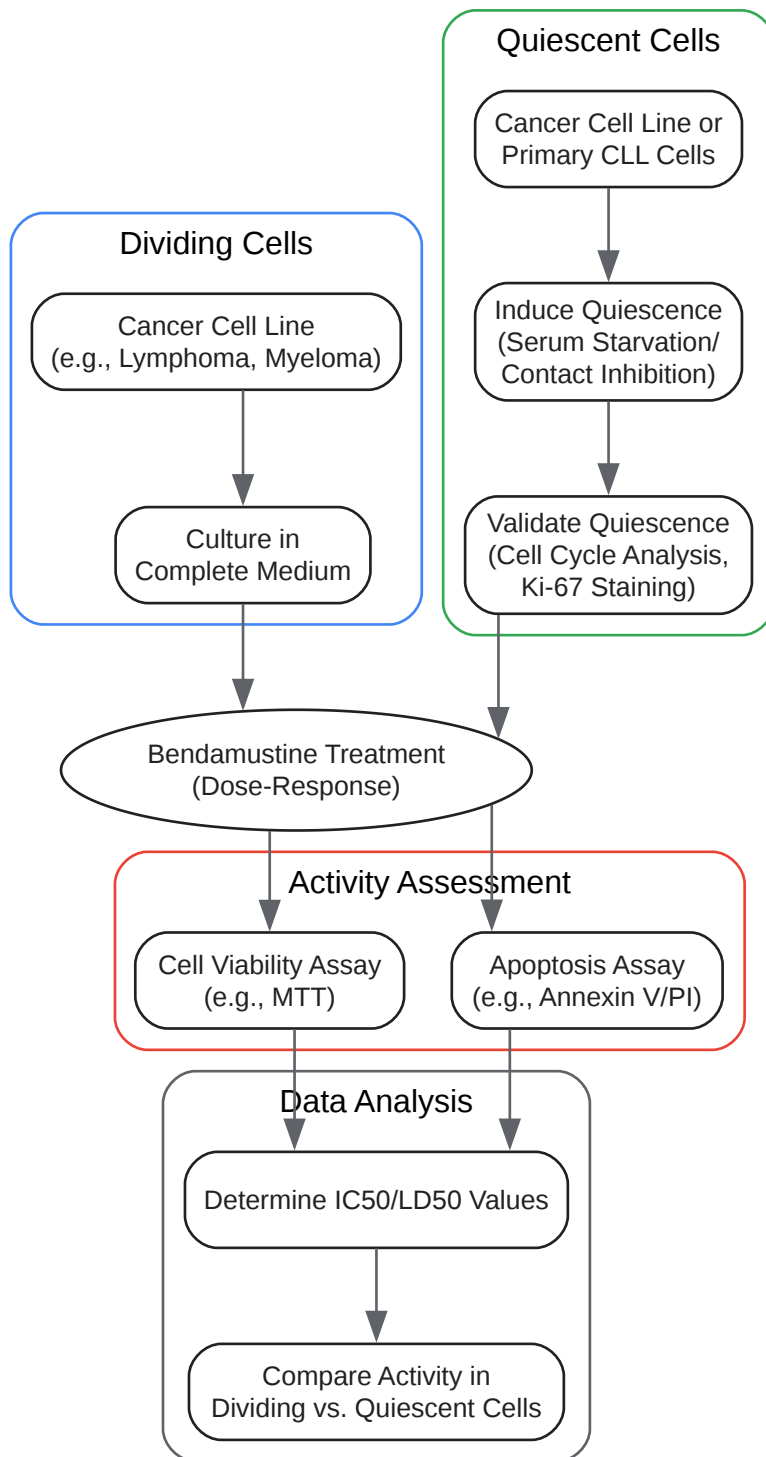 Quiescent Cells
Cancer Cell Line or
Primary CLL Cells
Induce Quiescence
(Serum Starvation/
Contact Inhibition)
Validate Quiescence
(Cell Cycle Analysis,
Ki-67 Staining)
Dividing Cells
Cancer Cell Line
(e.g., Lymphoma, Myeloma)
Culture in
Complete Medium
Bendamustine Treatment
(Dose-Response)
Activity Assessment
Cell Viability Assay
(e.g., MTT)
Apoptosis Assay
(e.g., Annexin V/PI)
Data Analysis
Determine IC50/LD50 Values
Compare Activity in
Dividing vs. Quiescent Cells